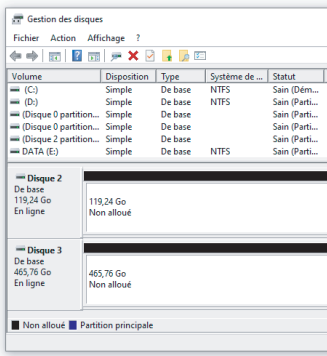 Gestion des disques
Fichier Action Affichage ?
Volume Disposition Type Système de ... Statut
(C:) Simple De base NTFS Sain (Dém...
(D:) Simple De base NTFS Sain (Parti...
(Disque 0 partition... Simple De base Sain (Parti...
(Disque 0 partition... Simple De base Sain (Parti...
(Disque 2 partition... Simple De base Sain (Parti...
DATA (E:) Simple De base NTFS Sain (Parti...
Disque 2
De base
119,24 Go
En ligne
119,24 Go
Non alloué
Disque 3
De base
465,76 Go
En ligne
465,76 Go
Non alloué
Non alloué Partition principale